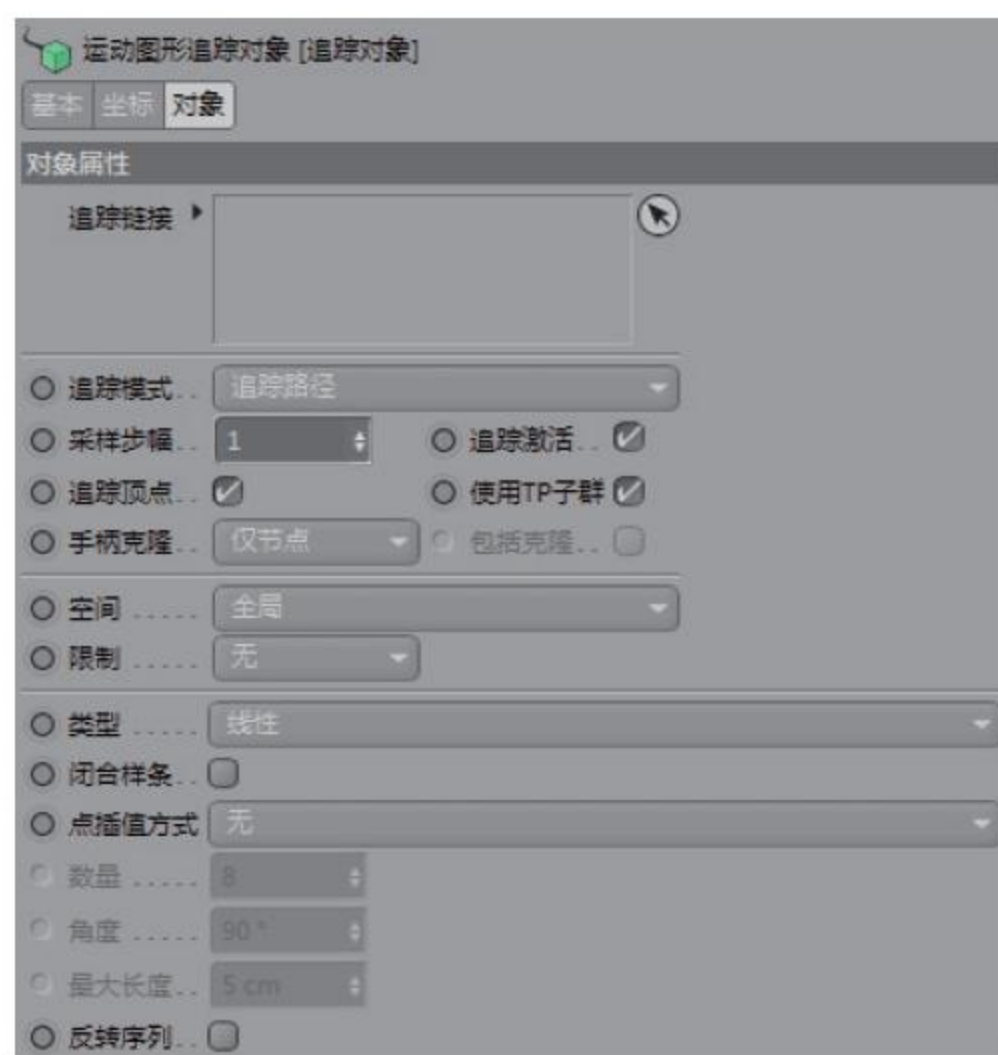 运动图形追踪对象 [追踪对象]
基本 坐标 对象
对象属性
追踪链接
追踪模式.. 追踪路径
采样步幅.. 1 追踪激活..
追踪顶点.. 使用TP子群
手柄克隆.. 仅节点 包括克隆..
空间 ..... 全局
限制 ..... 无
类型 ..... 线性
闭合样条..
点插值方式 无
数量 ..... 8
角度 ..... 90 °
最大长度.. 5 cm
反转序列..